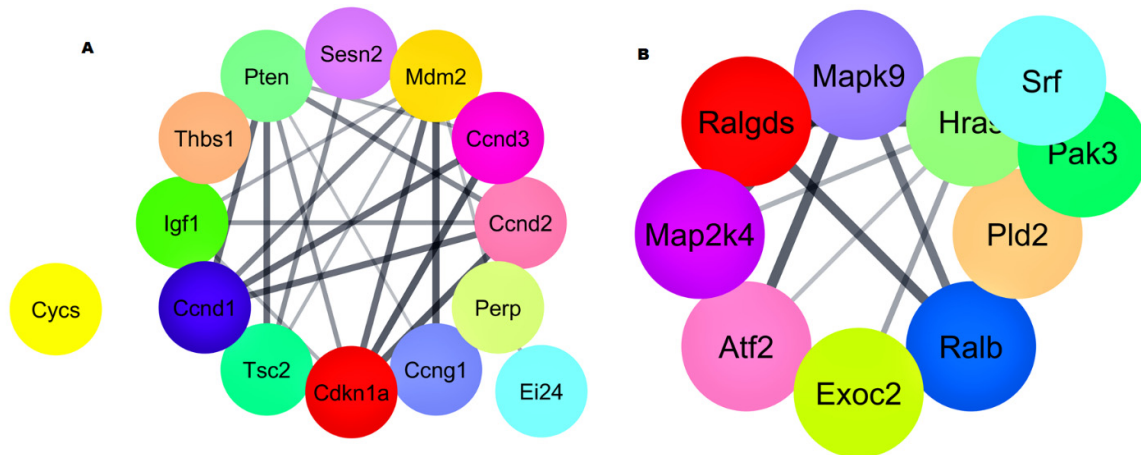 A
Sesn2
Pten
Mdm2
Thbs1
Ccnd3
Igf1
Ccnd2
Cycs
Ccnd1
Perp
Tsc2
Cdkn1a
Ccng1
Ei24
B
Mapk9
Srf
Ralgds
Hras
Pak3
Map2k4
Pld2
Atf2
Ralb
Exoc2